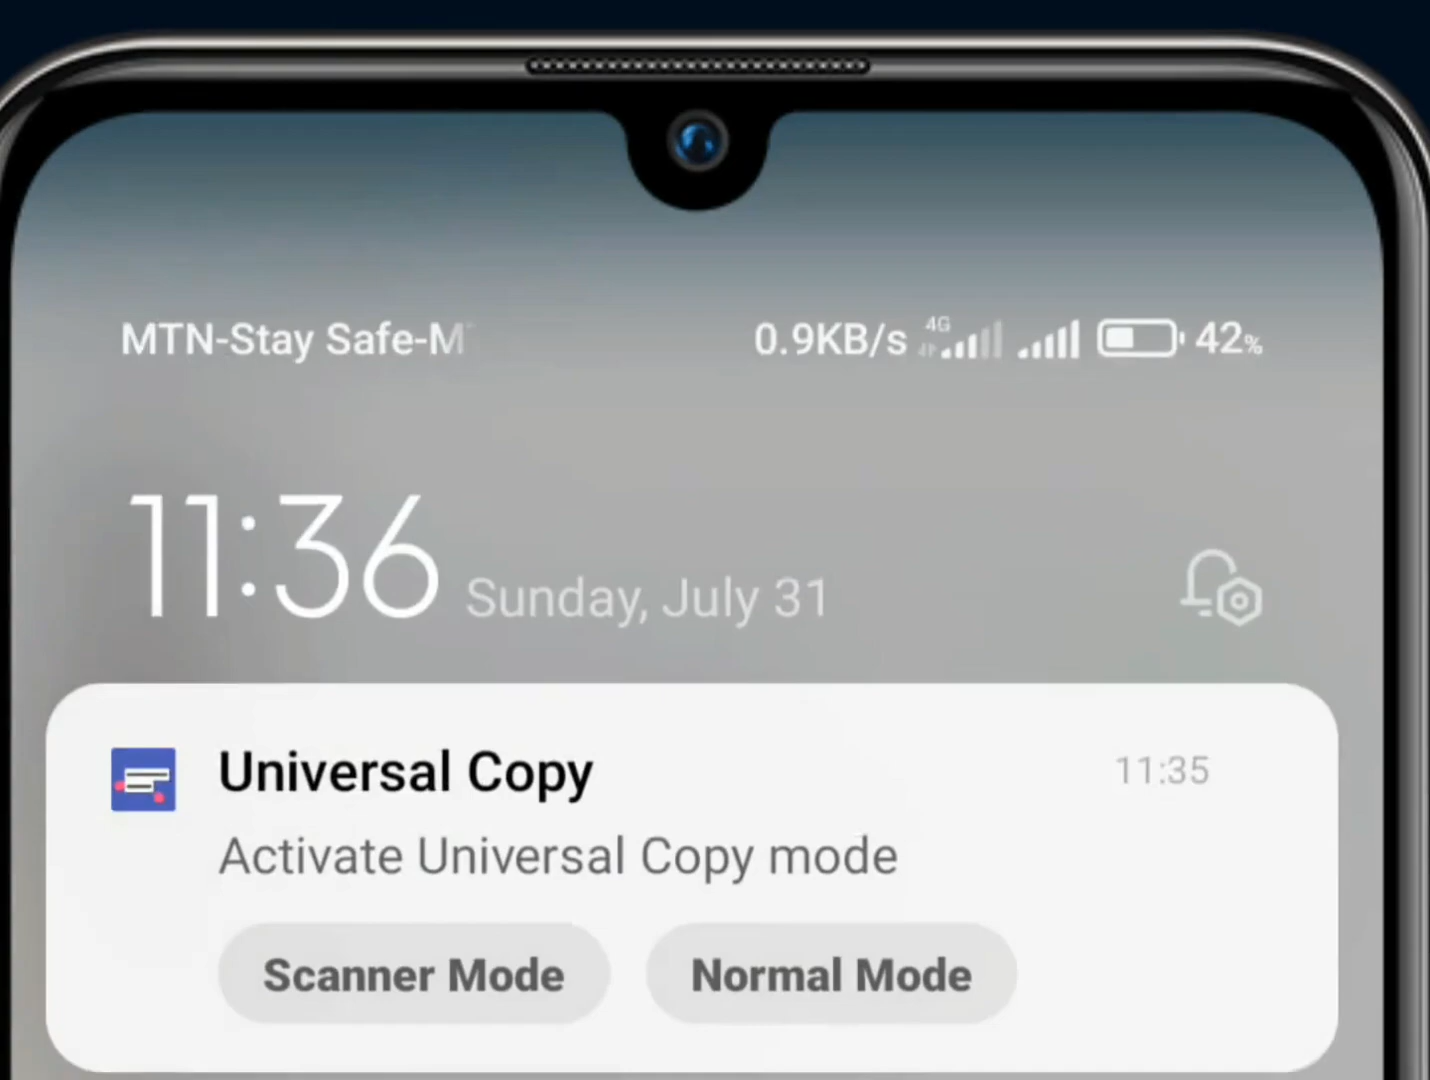 MTN-Stay Safe-M
0.9KB/s 4G 42%
11:36 Sunday, July 31
Universal Copy 11:35
Activate Universal Copy mode
Scanner Mode Normal Mode